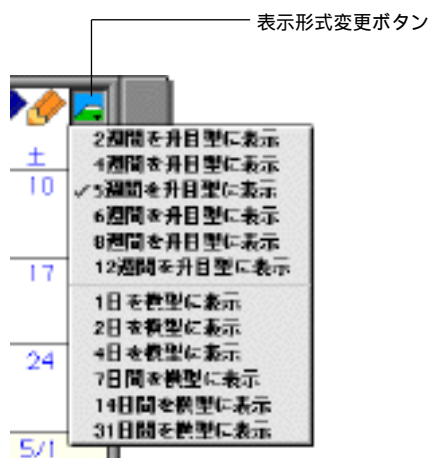 表示形式変更ボタン
土
10
17
24
5/1
2週間を升目型に表示
4週間を升目型に表示
✓5週間を升目型に表示
6週間を升目型に表示
8週間を升目型に表示
12週間を升目型に表示
1日を横型に表示
2日を横型に表示
4日を横型に表示
7日間を横型に表示
14日間を横型に表示
31日間を横型に表示